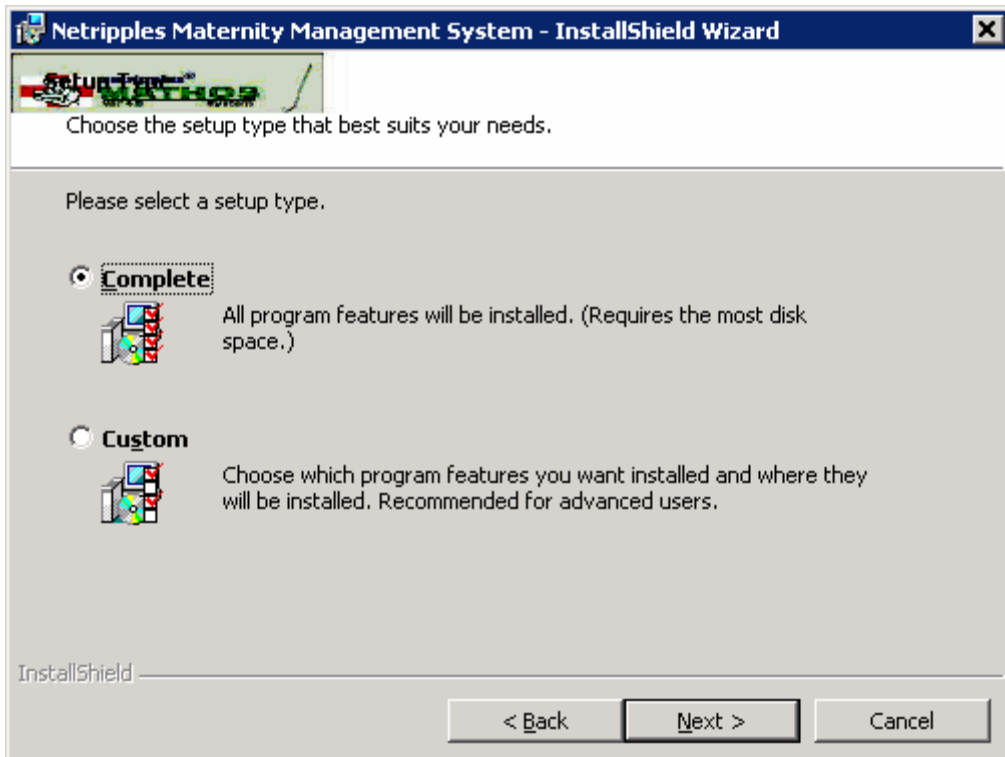 Netripples Maternity Management System - InstallShield Wizard
Setup Type
Choose the setup type that best suits your needs.
Please select a setup type.
Complete
All program features will be installed. (Requires the most disk
space.)
Custom
Choose which program features you want installed and where they
will be installed. Recommended for advanced users.
InstallShield
< Back
Next >
Cancel